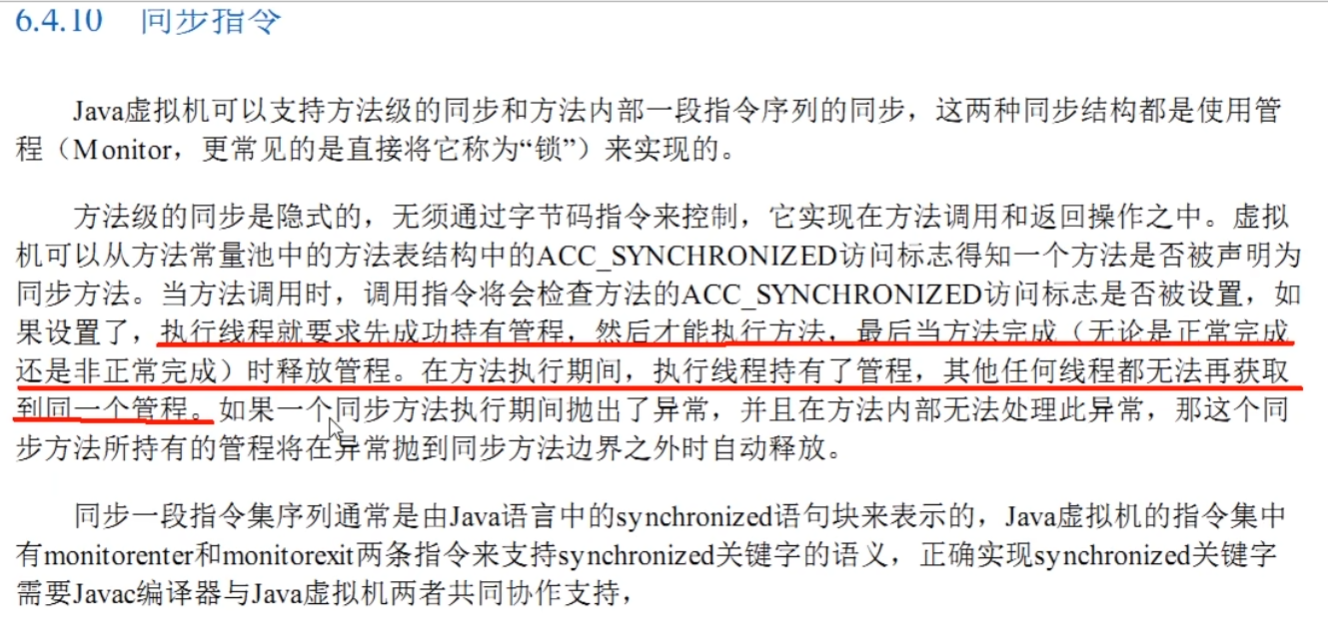 6.4.10 同步指令
Java虚拟机可以支持方法级的同步和方法内部一段指令序列的同步，这两种同步结构都是使用管
程（Monitor，更常见的是直接将它称为“锁”）来实现的。
方法级的同步是隐式的，无须通过字节码指令来控制，它实现在方法调用和返回操作之中。虚拟
机可以从方法常量池中的方法表结构中的ACC_SYNCHRONIZED访问标志得知一个方法是否被声明为
同步方法。当方法调用时，调用指令将会检查方法的ACC_SYNCHRONIZED访问标志是否被设置，如
果设置了，执行线程就要求先成功持有管程，然后才能执行方法，最后当方法完成（无论是正常完成
还是非正常完成）时释放管程。在方法执行期间，执行线程持有了管程，其他任何线程都无法再获取
到同一个管程。如果一个同步方法执行期间抛出了异常，并且在方法内部无法处理此异常，那这个同
步方法所持有的管程将在异常抛到同步方法边界之外时自动释放。
同步一段指令集序列通常是由Java语言中的synchronized语句块来表示的，Java虚拟机的指令集中
有monitorenter和monitorexit两条指令来支持synchronized关键字的语义，正确实现synchronized关键字
需要Javac编译器与Java虚拟机两者共同协作支持，